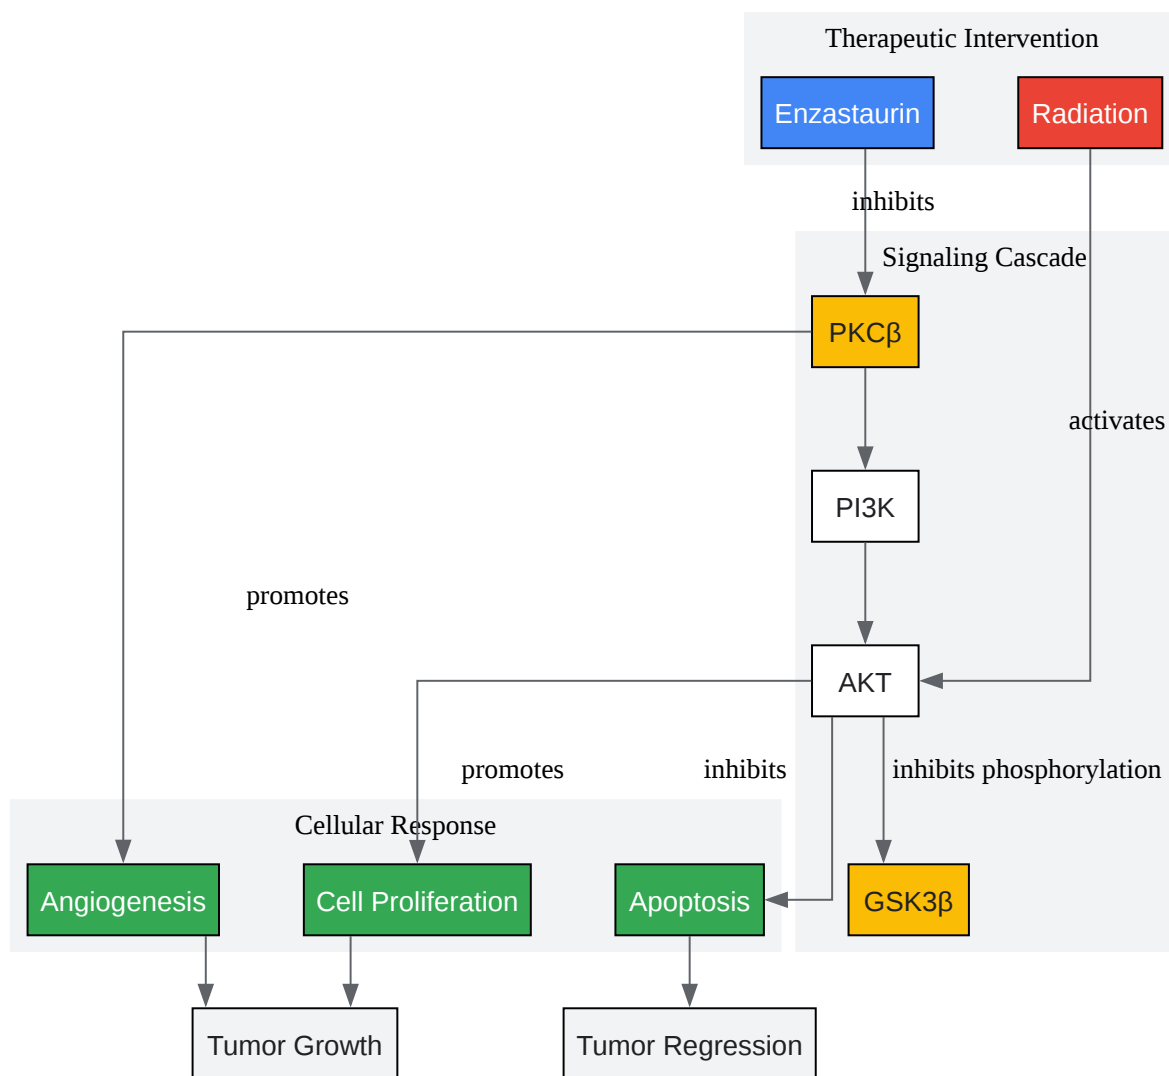 Therapeutic Intervention
Enzastaurin
Radiation
inhibits
Signaling Cascade
PKCβ
activates
PI3K
promotes
AKT
promotes
inhibits
inhibits phosphorylation
Cellular Response
Angiogenesis
Cell Proliferation
Apoptosis
GSK3β
Tumor Growth
Tumor Regression